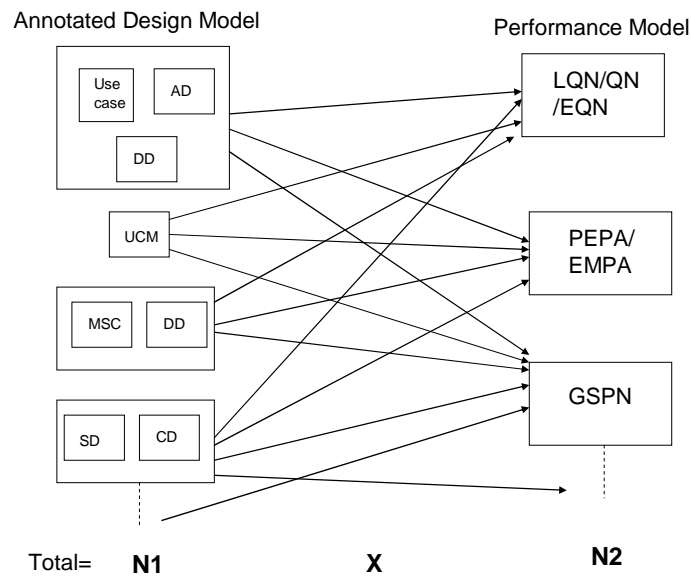 Annotated Design Model
Performance Model
Use
case
AD
DD
LQN/QN
/EQN
UCM
PEPA/
EMPA
MSC
DD
GSPN
SD
CD
Total= N1 X N2